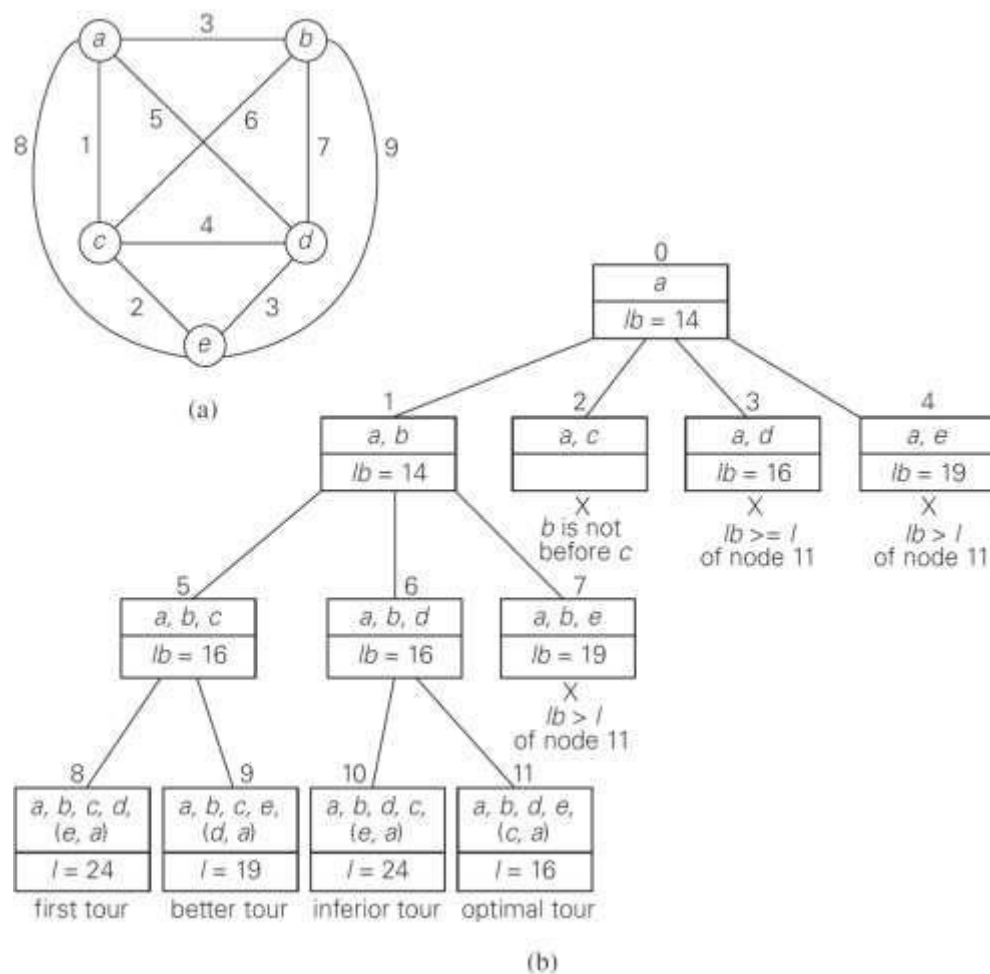 a
3
b
8
1
5
6
7
9
c
4
d
2
3
e
(a)
0
a
lb = 14
1
a, b
lb = 14
2
a, c
X
b is not
before c
3
a, d
lb = 16
X
lb >= l
of node 11
4
a, e
lb = 19
X
lb > l
of node 11
5
a, b, c
lb = 16
6
a, b, d
lb = 16
7
a, b, e
lb = 19
X
lb > l
of node 11
8
a, b, c, d,
(e, a)
l = 24
first tour
9
a, b, c, e,
(d, a)
l = 19
better tour
10
a, b, d, c,
(e, a)
l = 24
inferior tour
11
a, b, d, e,
(c, a)
l = 16
optimal tour
(b)